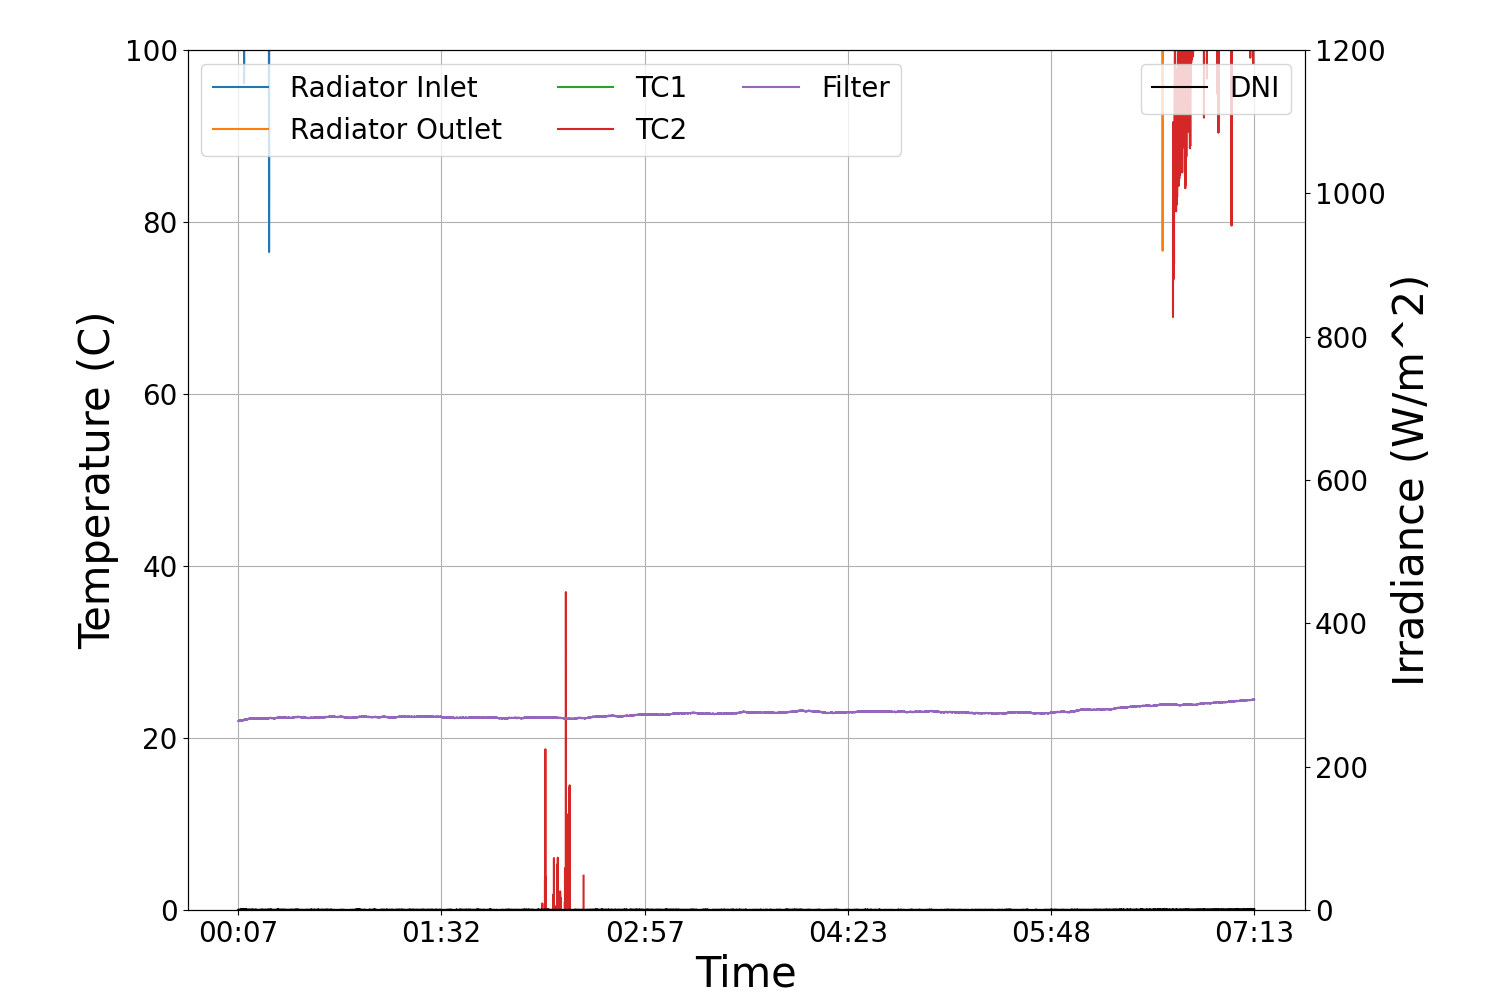 100
80
60
40
20
0
Temperature (C)
Radiator Inlet
Radiator Outlet
TC1
TC2
Filter
DNI
1200
1000
800
600
400
200
0
Irradiance (W/m^2)
00:07 01:32 02:57 04:23 05:48 07:13
Time